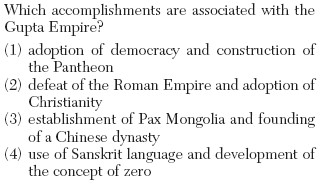 Which accomplishments are associated with the
Gupta Empire?
(1) adoption of democracy and construction of
the Pantheon
(2) defeat of the Roman Empire and adoption of
Christianity
(3) establishment of Pax Mongolia and founding
of a Chinese dynasty
(4) use of Sanskrit language and development of
the concept of zero